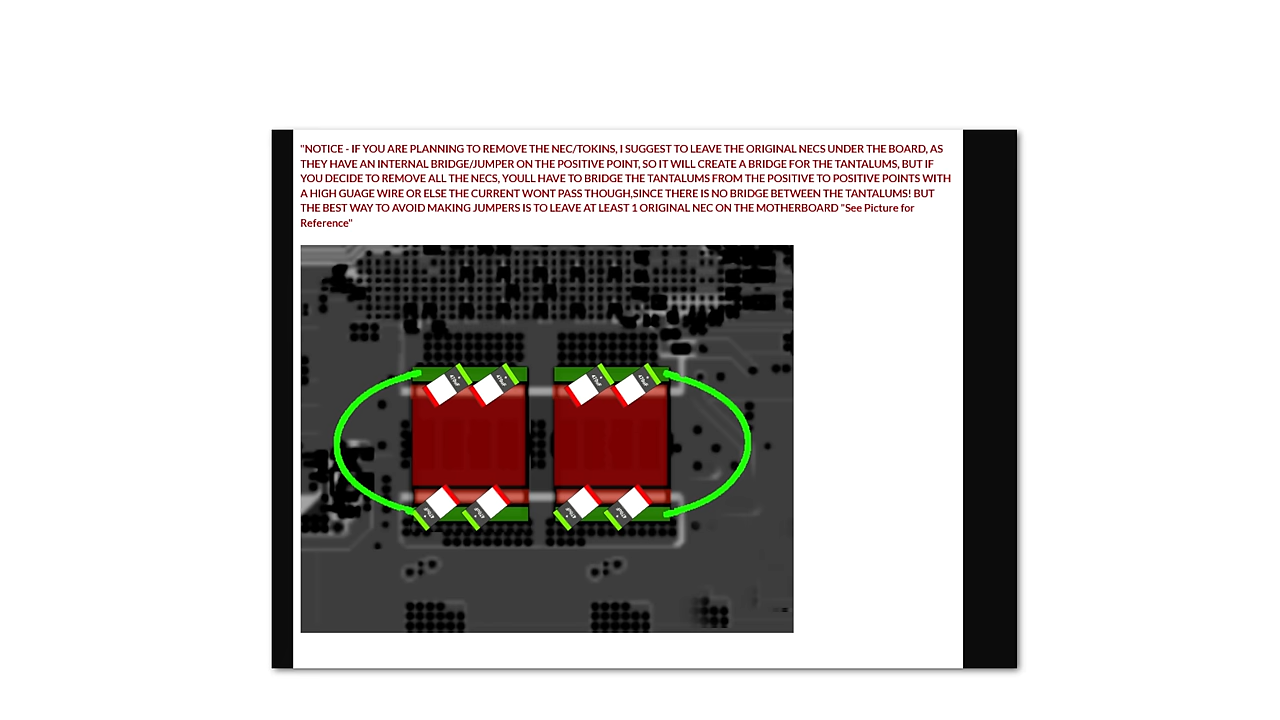 "NOTICE - IF YOU ARE PLANNING TO REMOVE THE NEC/TOKINS, I SUGGEST TO LEAVE THE ORIGINAL NECS UNDER THE BOARD, AS
THEY HAVE AN INTERNAL BRIDGE/JUMPER ON THE POSITIVE POINT, SO IT WILL CREATE A BRIDGE FOR THE TANTALUMS, BUT IF
YOU DECIDE TO REMOVE ALL THE NECS, YOULL HAVE TO BRIDGE THE TANTALUMS FROM THE POSITIVE TO POSITIVE POINTS WITH
A HIGH GUAGE WIRE OR ELSE THE CURRENT WONT PASS THOUGH,SINCE THERE IS NO BRIDGE BETWEEN THE TANTALUMS! BUT
THE BEST WAY TO AVOID MAKING JUMPERS IS TO LEAVE AT LEAST 1 ORIGINAL NEC ON THE MOTHERBOARD "See Picture for
Reference"